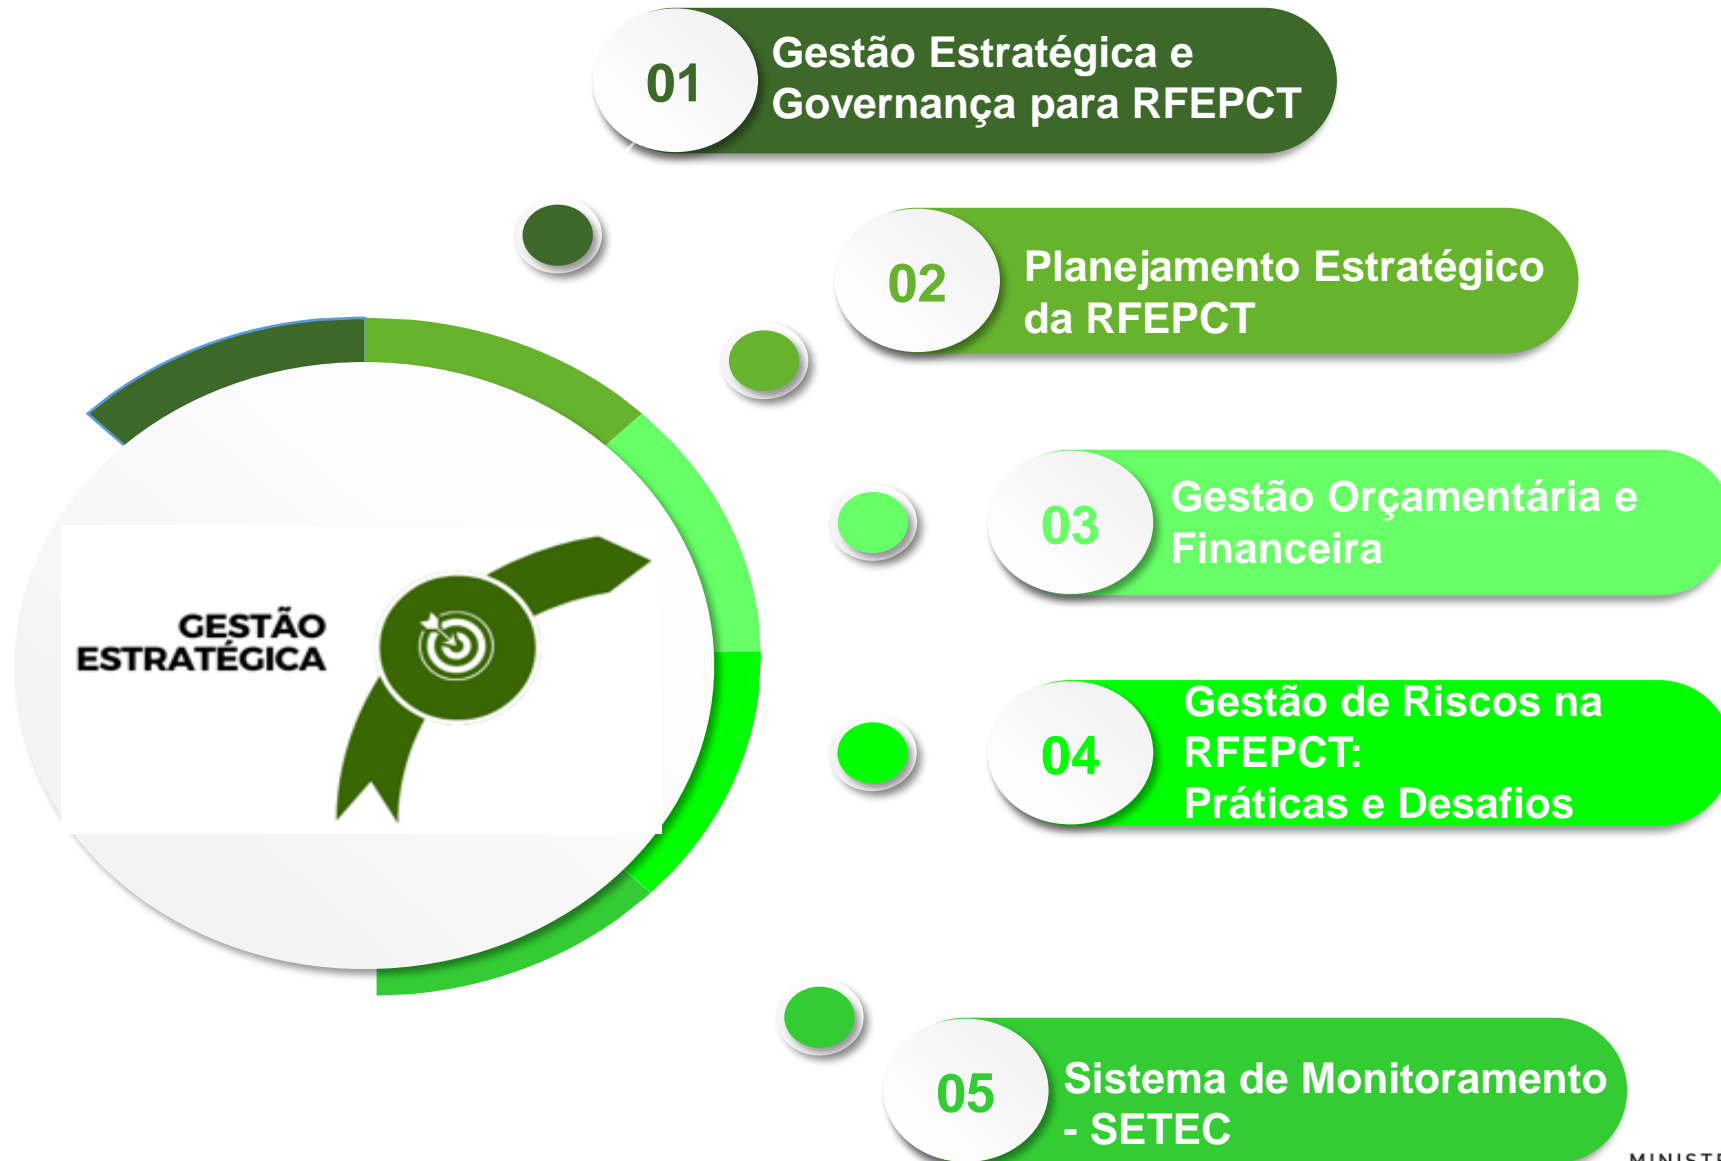 01
Gestão Estratégica e
Governança para RFEPCT
02
Planejamento Estratégico
da RFEPCT
03
Gestão Orçamentária e
Financeira
GESTÃO
ESTRATÉGICA
04
Gestão de Riscos na
RFEPCT:
Práticas e Desafios
05
Sistema de Monitoramento
- SETEC